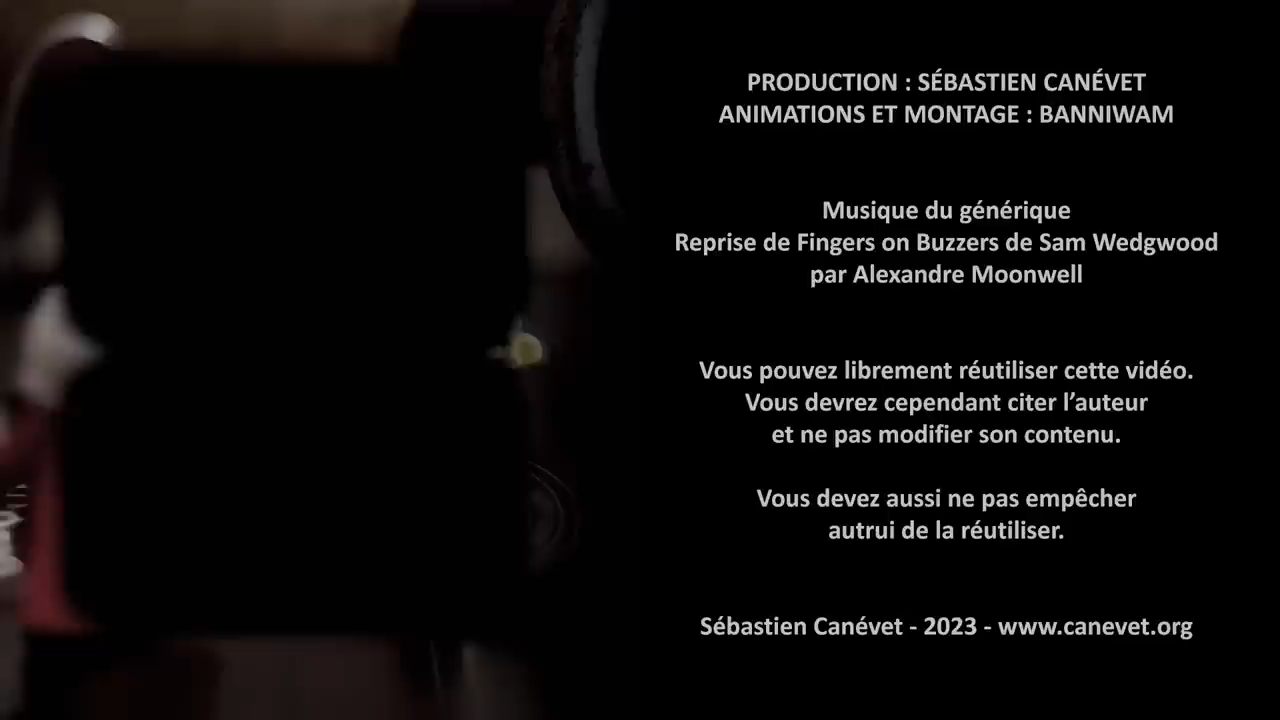 PRODUCTION : SÉBASTIEN CANÉVET
ANIMATIONS ET MONTAGE : BANNIWAM
Musique du générique
Reprise de Fingers on Buzzers de Sam Wedgwood
par Alexandre Moonwell
Vous pouvez librement réutiliser cette vidéo.
Vous devrez cependant citer l’auteur
et ne pas modifier son contenu.
Vous devez aussi ne pas empêcher
autrui de la réutiliser.
Sébastien Canévet - 2023 - www.canevet.org